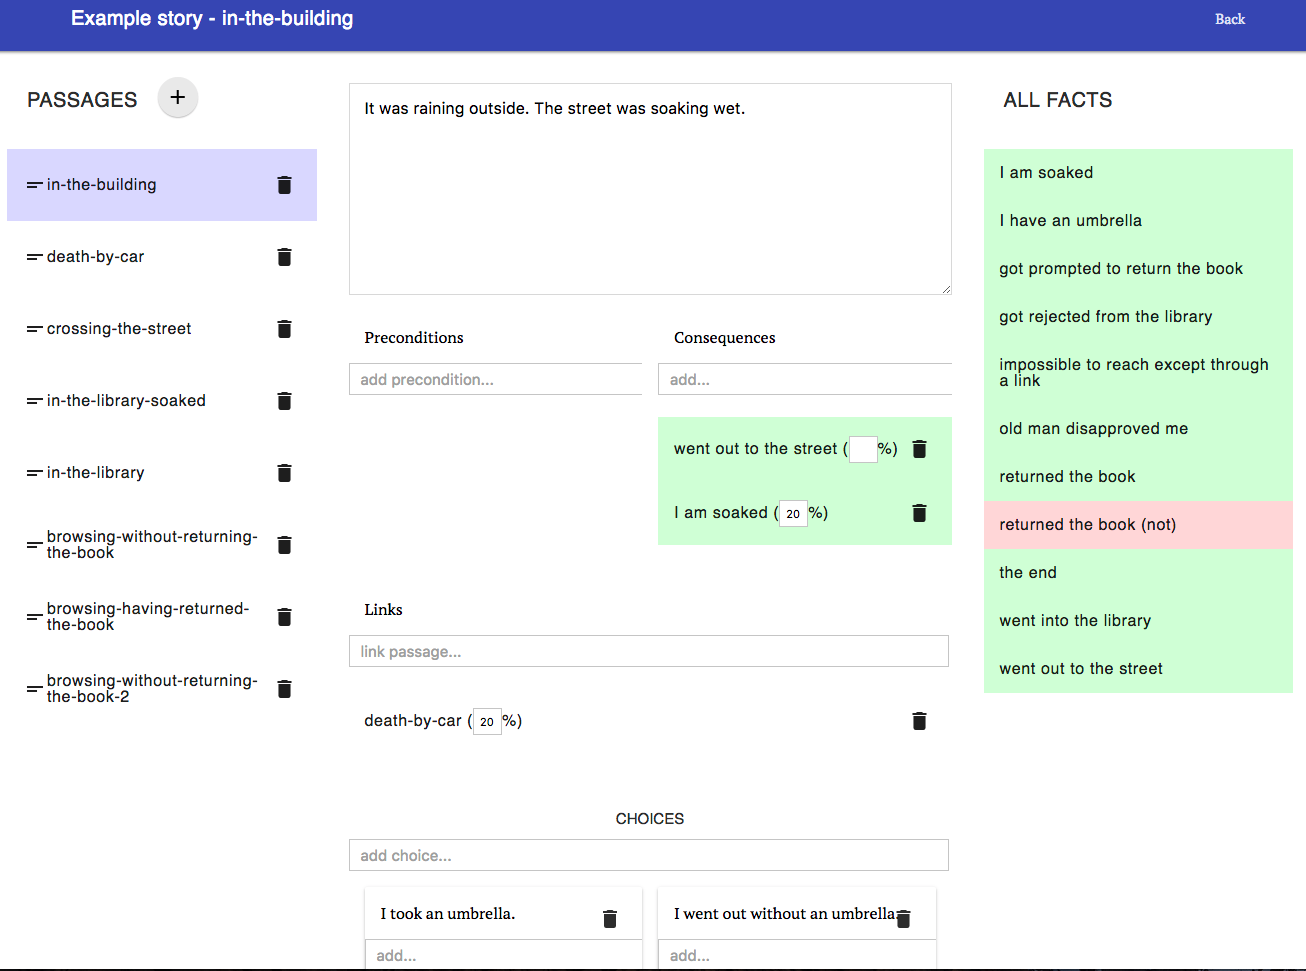 Example story - in-the-building
Back
PASSAGES
+
in-the-building
death-by-car
crossing-the-street
in-the-library-soaked
in-the-library
browsing-without-returning-
the-book
browsing-having-returned-
the-book
browsing-without-returning-
the-book-2
It was raining outside. The street was soaking wet.
Preconditions
add precondition...
Consequences
add...
went out to the street ( %)
I am soaked (20%)
Links
link passage...
death-by-car (20%)
CHOICES
add choice...
I took an umbrella.
add...
I went out without an umbrella.
add...
ALL FACTS
I am soaked
I have an umbrella
got prompted to return the book
got rejected from the library
impossible to reach except through
a link
old man disapproved me
returned the book
returned the book (not)
the end
went into the library
went out to the street